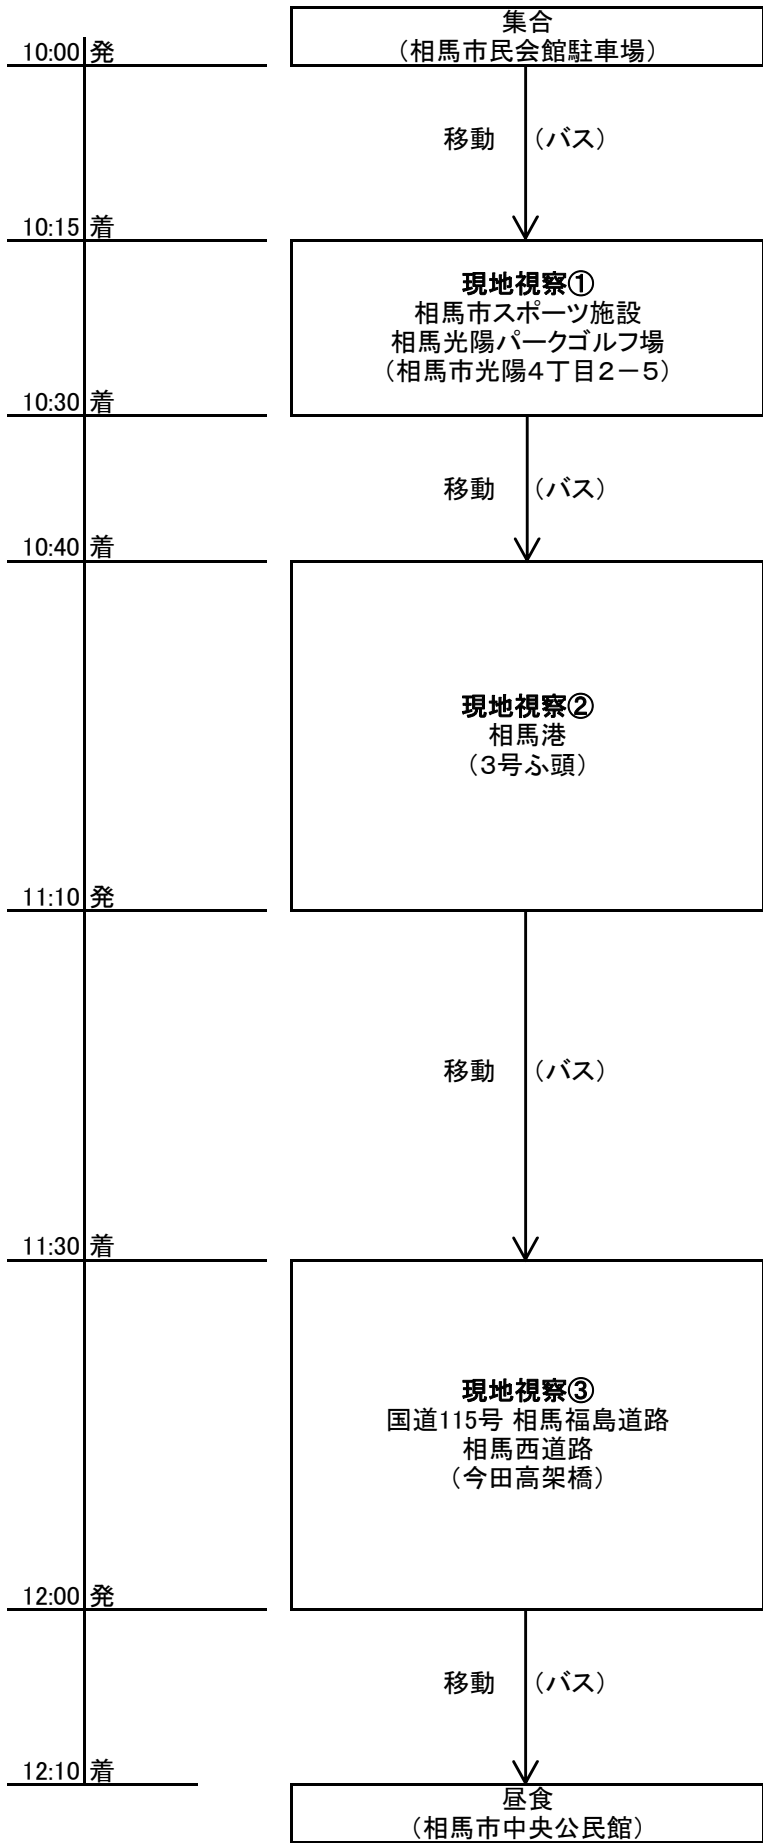 集合
10:00 発
（相馬市民会館駐車場）
移動 （バス）
10:15 着
現地視察①
相馬市スポーツ施設
相馬光陽パークゴルフ場
（相馬市光陽4丁目2－5）
10:30 着
移動 （バス）
10:40 着
現地視察②
相馬港
（3号ふ頭）
11:10 発
移動 （バス）
11:30 着
現地視察③
国道115号 相馬福島道路
相馬西道路
（今田高架橋）
12:00 発
移動 （バス）
12:10 着
昼食
（相馬市中央公民館）